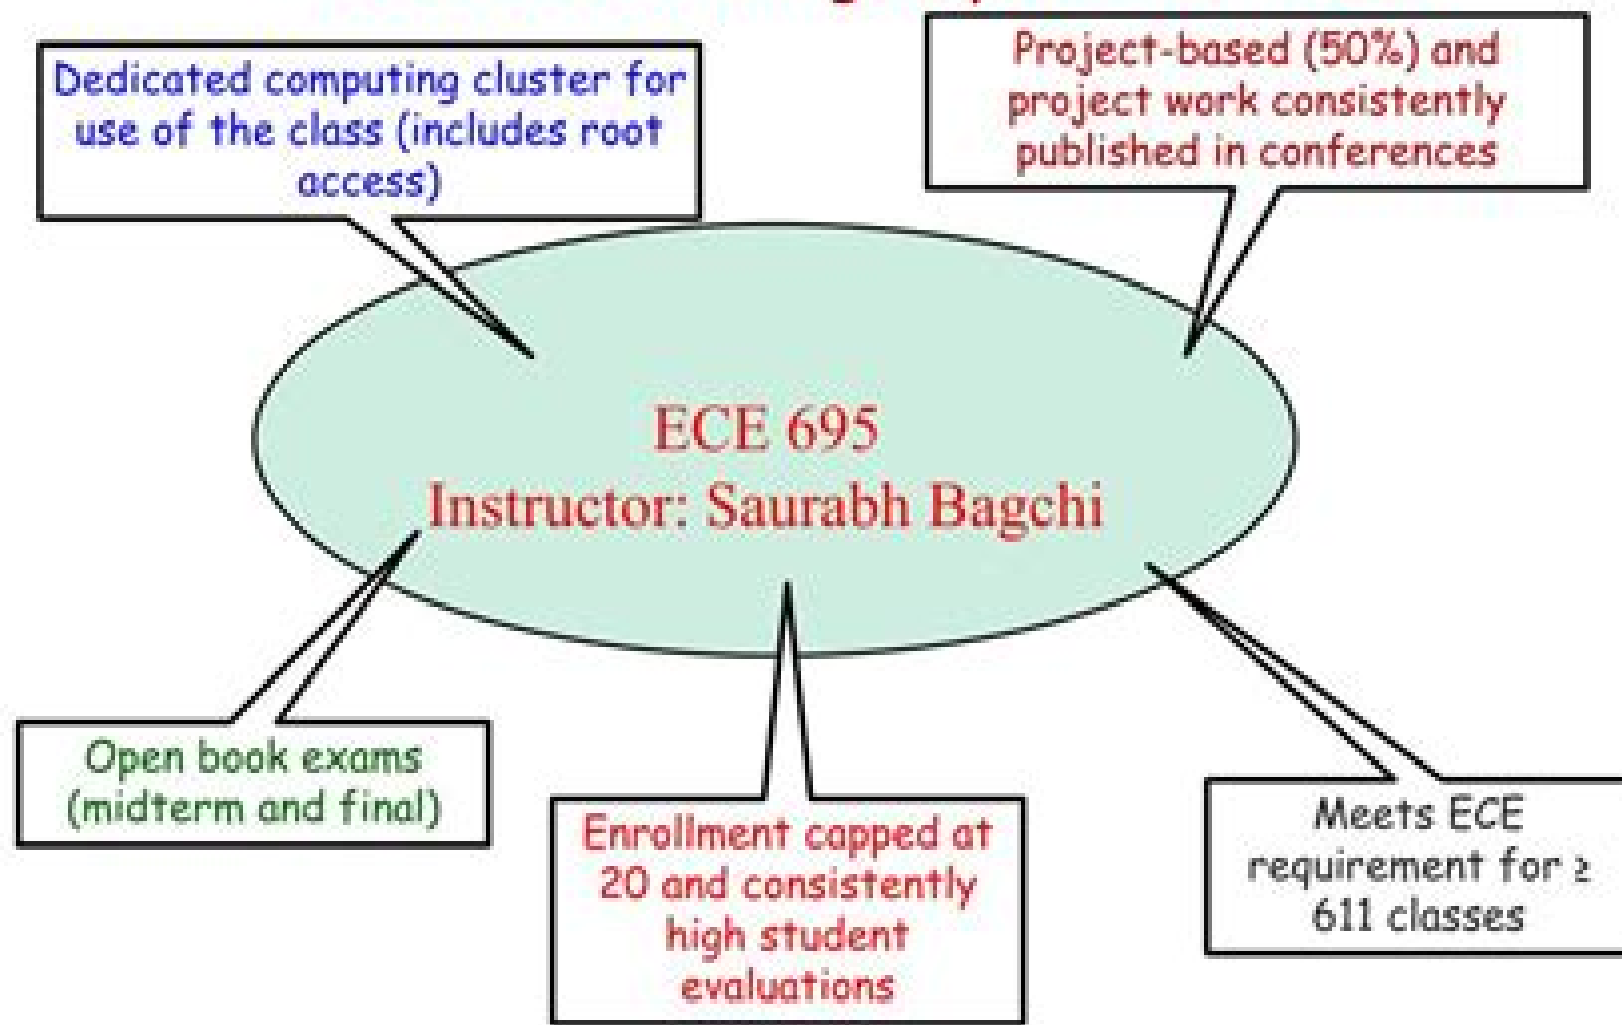 Dedicated computing cluster for
use of the class (includes root
access)
Project-based (50%) and
project work consistently
published in conferences
ECE 695
Instructor: Saurabh Bagchi
Open book exams
(midterm and final)
Enrollment capped at
20 and consistently
high student
evaluations
Meets ECE
requirement for ≥
611 classes